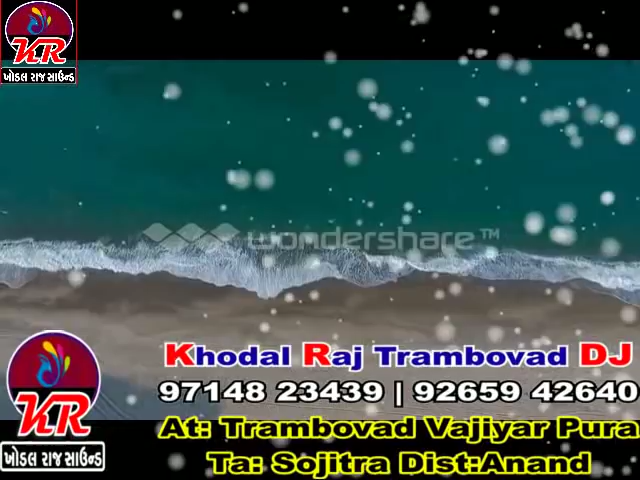 KR
ખોડલ રાજ સાઉન્ડ
wondershare™
Khodal Raj Trambovad DJ
97148 23439 | 92659 42640
At: Trambovad Vajiyar Pura
Ta: Sojitra Dist:Anand
KR
ખોડલ રાજ સાઉન્ડ